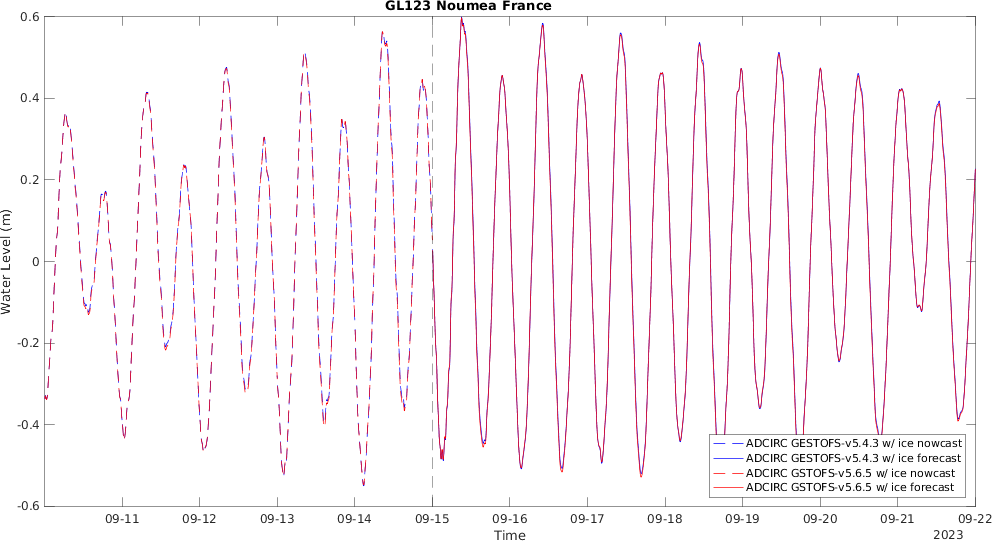 GL123 Noumea France
0.6
0.4
0.2
0
-0.2
-0.4
-0.6
Water Level (m)
ADCIRC GESTOFS-v5.4.3 w/ ice nowcast
ADCIRC GESTOFS-v5.4.3 w/ ice forecast
ADCIRC GSTOFS-v5.6.5 w/ ice nowcast
ADCIRC GSTOFS-v5.6.5 w/ ice forecast
09-11 09-12 09-13 09-14 09-15 09-16 09-17 09-18 09-19 09-20 09-21 09-22
Time
2023